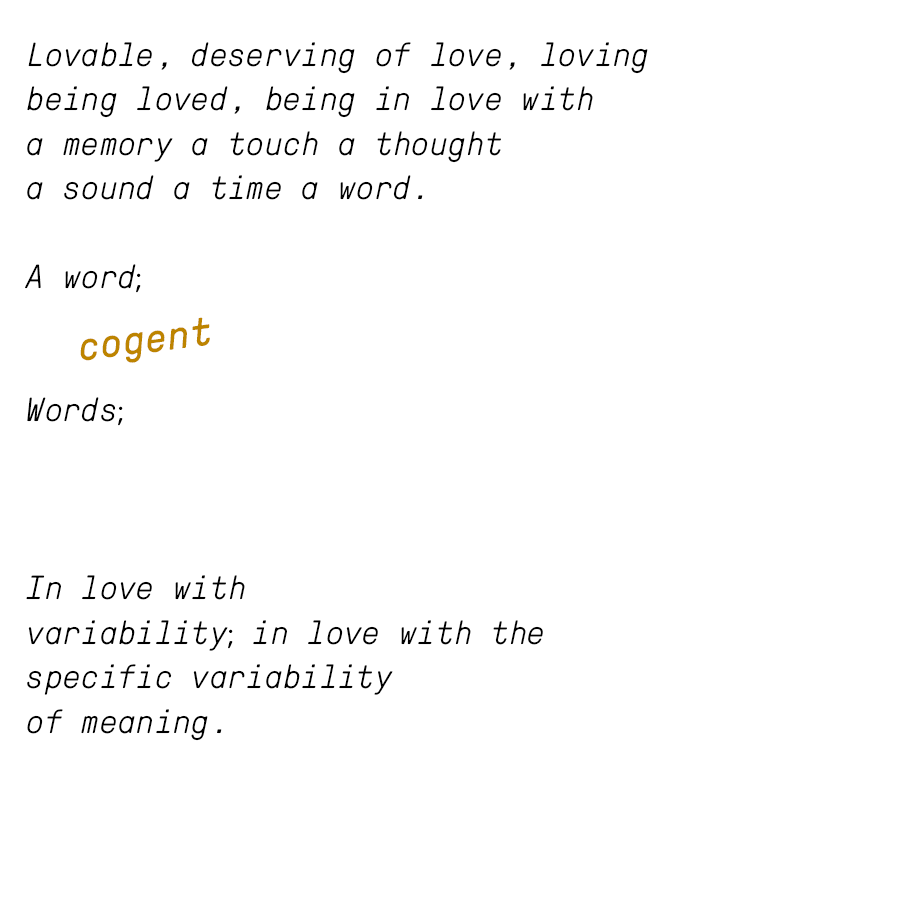 Lovable, deserving of love, loving
being loved, being in love with
a memory a touch a thought
a sound a time a word.
A word;
cogent
Words;
In love with
variability; in love with the
specific variability
of meaning.